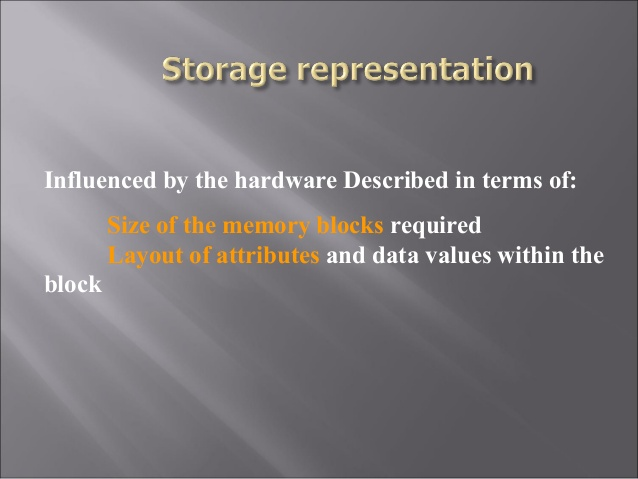 Storage representation
Influenced by the hardware Described in terms of:
Size of the memory blocks required
Layout of attributes and data values within the
block